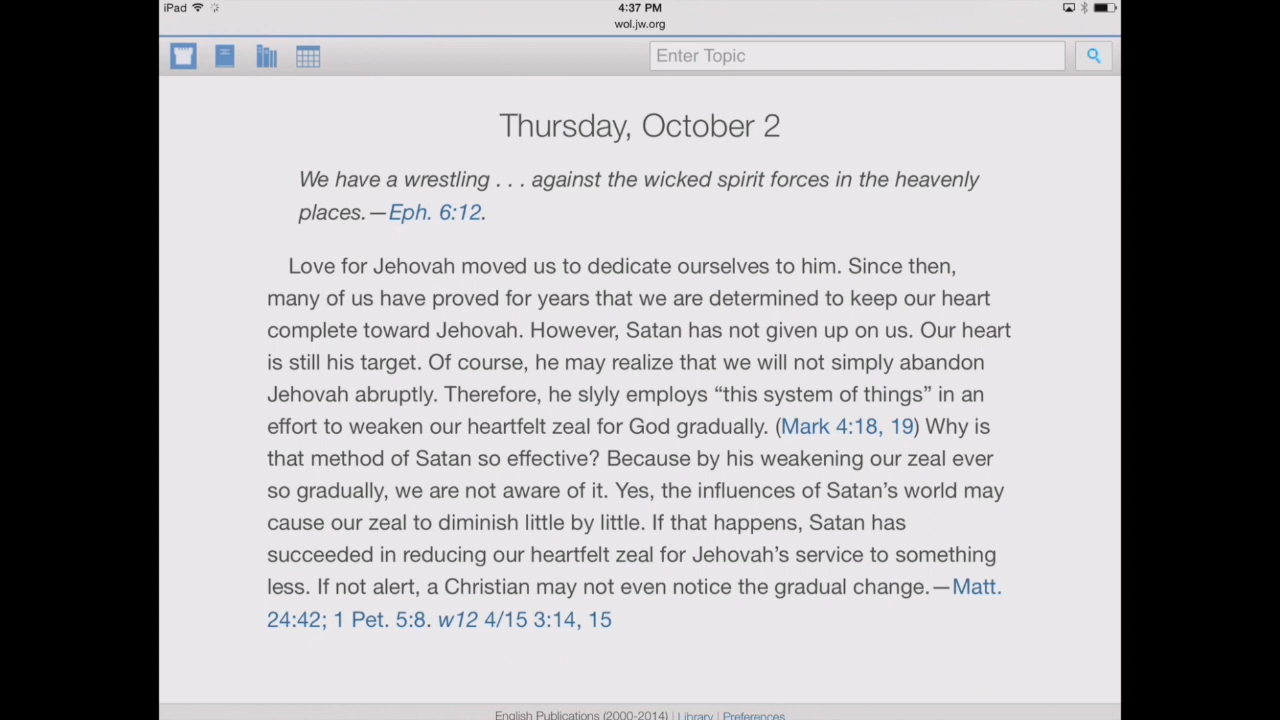 iPad
4:37 PM
wol.jw.org
Enter Topic
Thursday, October 2
We have a wrestling . . . against the wicked spirit forces in the heavenly
places.—Eph. 6:12.
Love for Jehovah moved us to dedicate ourselves to him. Since then,
many of us have proved for years that we are determined to keep our heart
complete toward Jehovah. However, Satan has not given up on us. Our heart
is still his target. Of course, he may realize that we will not simply abandon
Jehovah abruptly. Therefore, he slyly employs “this system of things” in an
effort to weaken our heartfelt zeal for God gradually. (Mark 4:18, 19) Why is
that method of Satan so effective? Because by his weakening our zeal ever
so gradually, we are not aware of it. Yes, the influences of Satan’s world may
cause our zeal to diminish little by little. If that happens, Satan has
succeeded in reducing our heartfelt zeal for Jehovah’s service to something
less. If not alert, a Christian may not even notice the gradual change.—Matt.
24:42; 1 Pet. 5:8. w12 4/15 3:14, 15
English Publications (2000-2014) | Library | Preferences